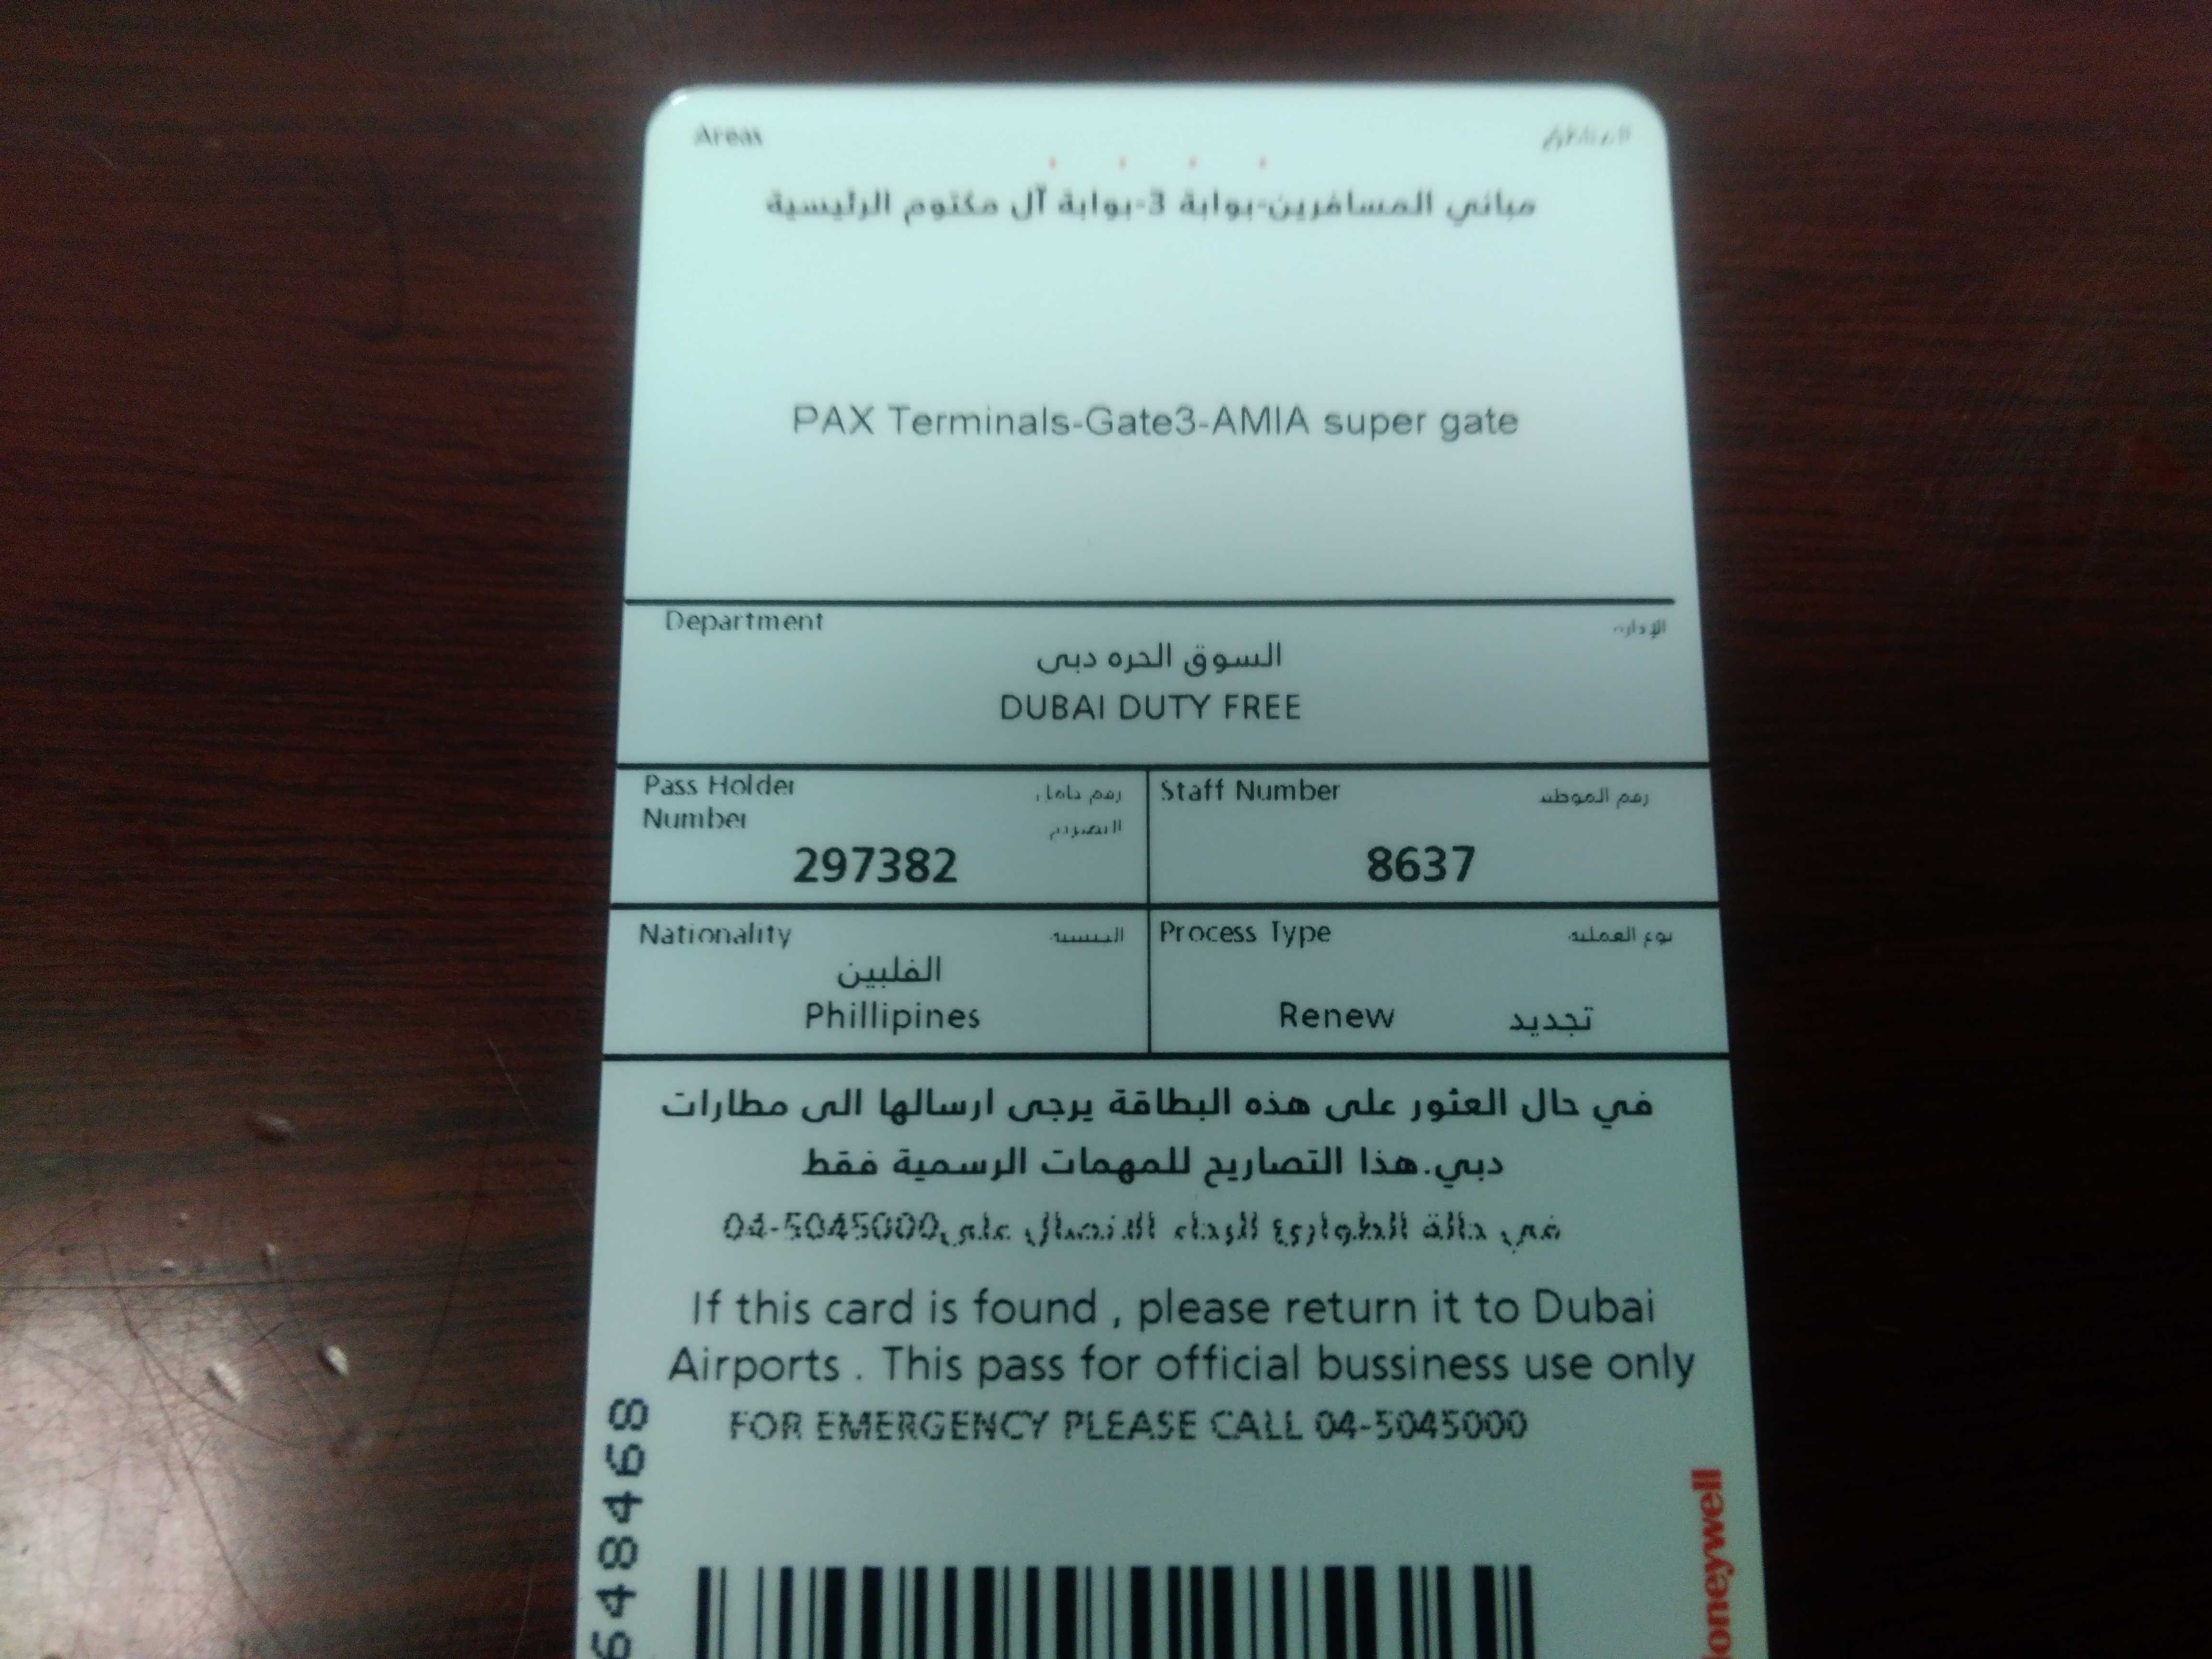 Areas
مباني المسافرين-بوابة 3-بوابة آل مكتوم الرئيسية
PAX Terminals-Gate3-AMIA super gate
Department الإدارة
السوق الحره دبى
DUBAI DUTY FREE
Pass Holder Number رقم حامل التصريح
297382
Staff Number رقم الموظف
8637
Nationality الجنسية
الفلبين
Phillipines
Process Type نوع العملية
Renew تجديد
في حال العثور على هذه البطاقة يرجى ارسالها الى مطارات
دبي.هذا التصاريح للمهمات الرسمية فقط
في حالة الطوارئ الرجاء الاتصال على04-5045000
If this card is found , please return it to Dubai
Airports . This pass for official bussiness use only
FOR EMERGENCY PLEASE CALL 04-5045000
648468
oneywell